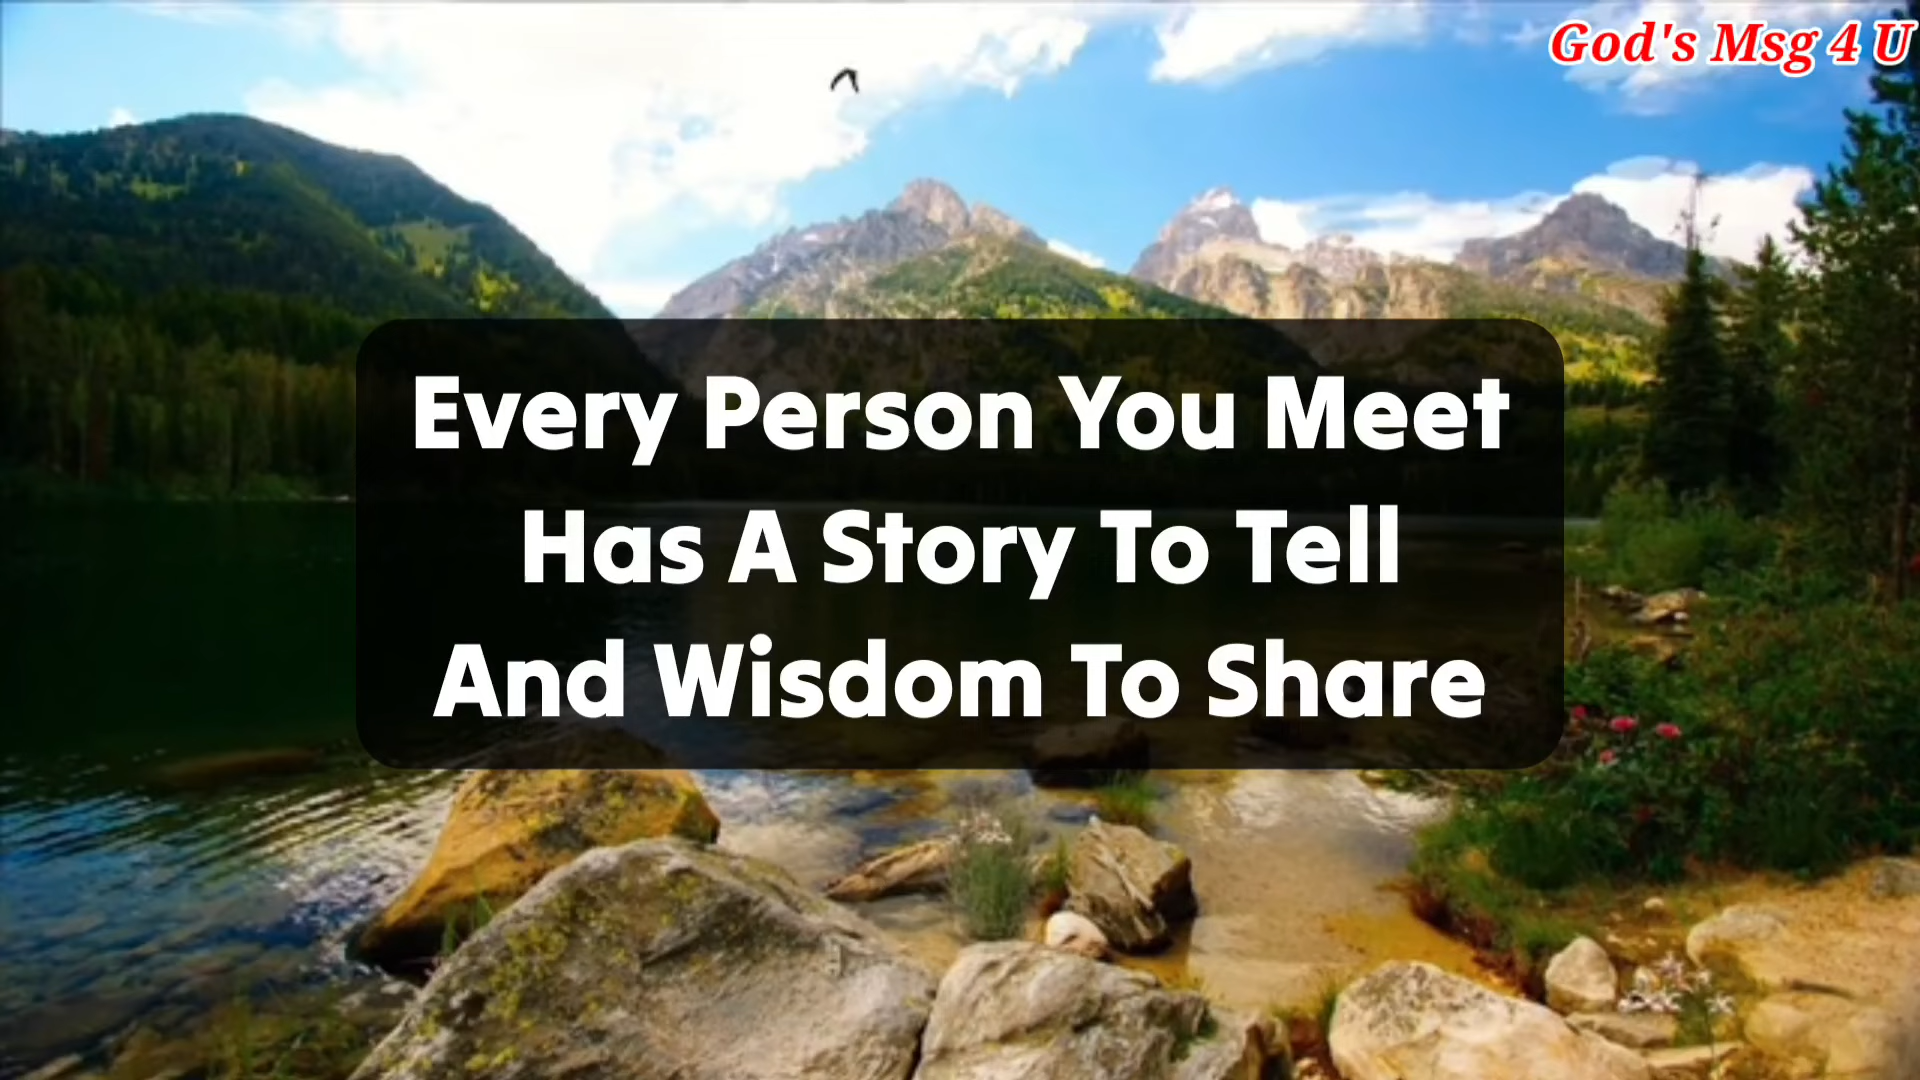 God's Msg 4 U
Every Person You Meet
Has A Story To Tell
And Wisdom To Share